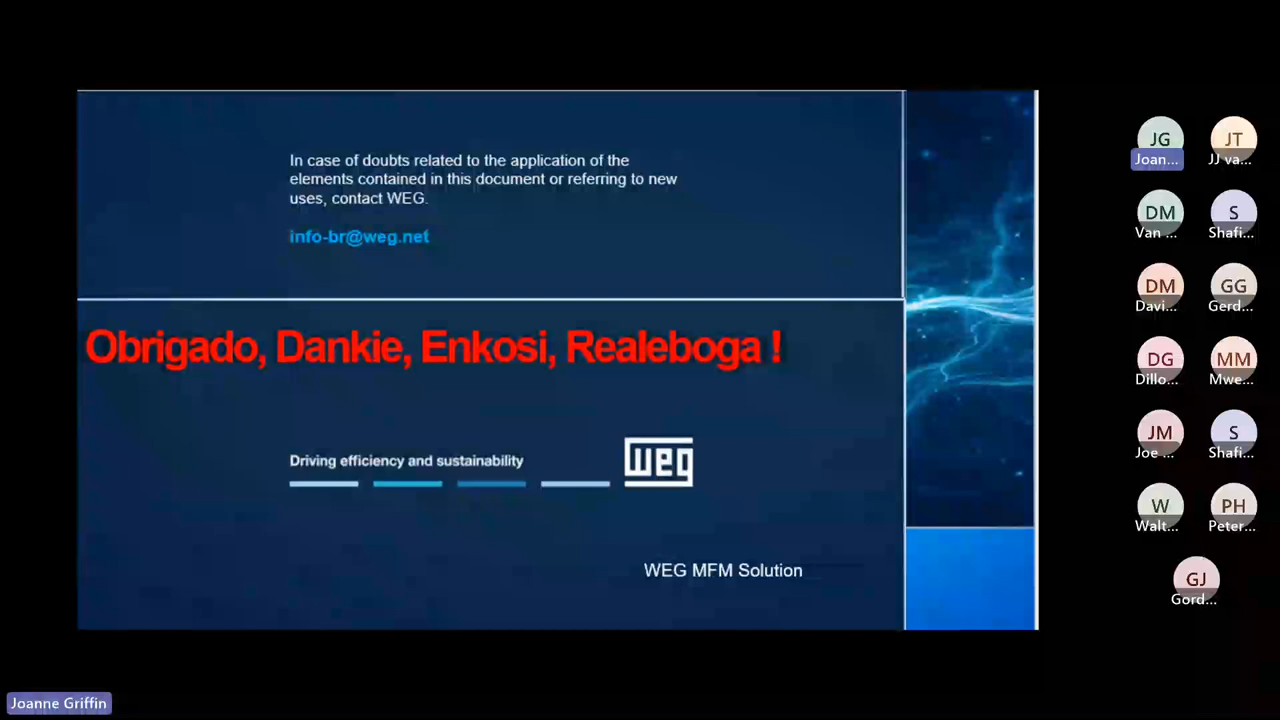 In case of doubts related to the application of the
elements contained in this document or referring to new
uses, contact WEG.
info-br@weg.net
Obrigado, Dankie, Enkosi, Realeboga !
Driving efficiency and sustainability
weg
WEG MFM Solution
JG
Joan...
JT
JJ va...
DM
Van ...
S
Shafi...
DM
Davi...
GG
Gerd...
DG
Dillo...
MM
Mwe...
JM
Joe ...
S
Shafi...
W
Walt...
PH
Peter...
GJ
Gord...
Joanne Griffin